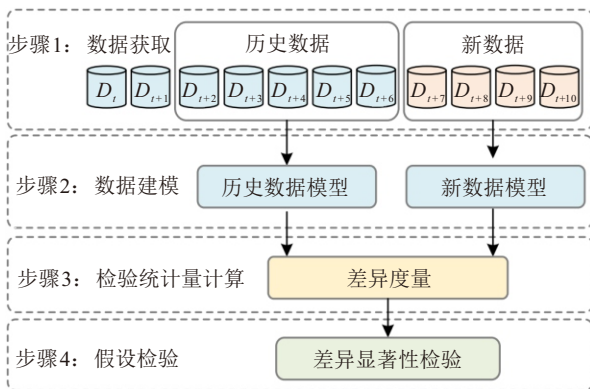 步骤1：数据获取
历史数据
新数据
D_t D_{t+1} D_{t+2} D_{t+3} D_{t+4} D_{t+5} D_{t+6} D_{t+7} D_{t+8} D_{t+9} D_{t+10}
步骤2：数据建模
历史数据模型
新数据模型
步骤3：检验统计量计算
差异度量
步骤4：假设检验
差异显著性检验